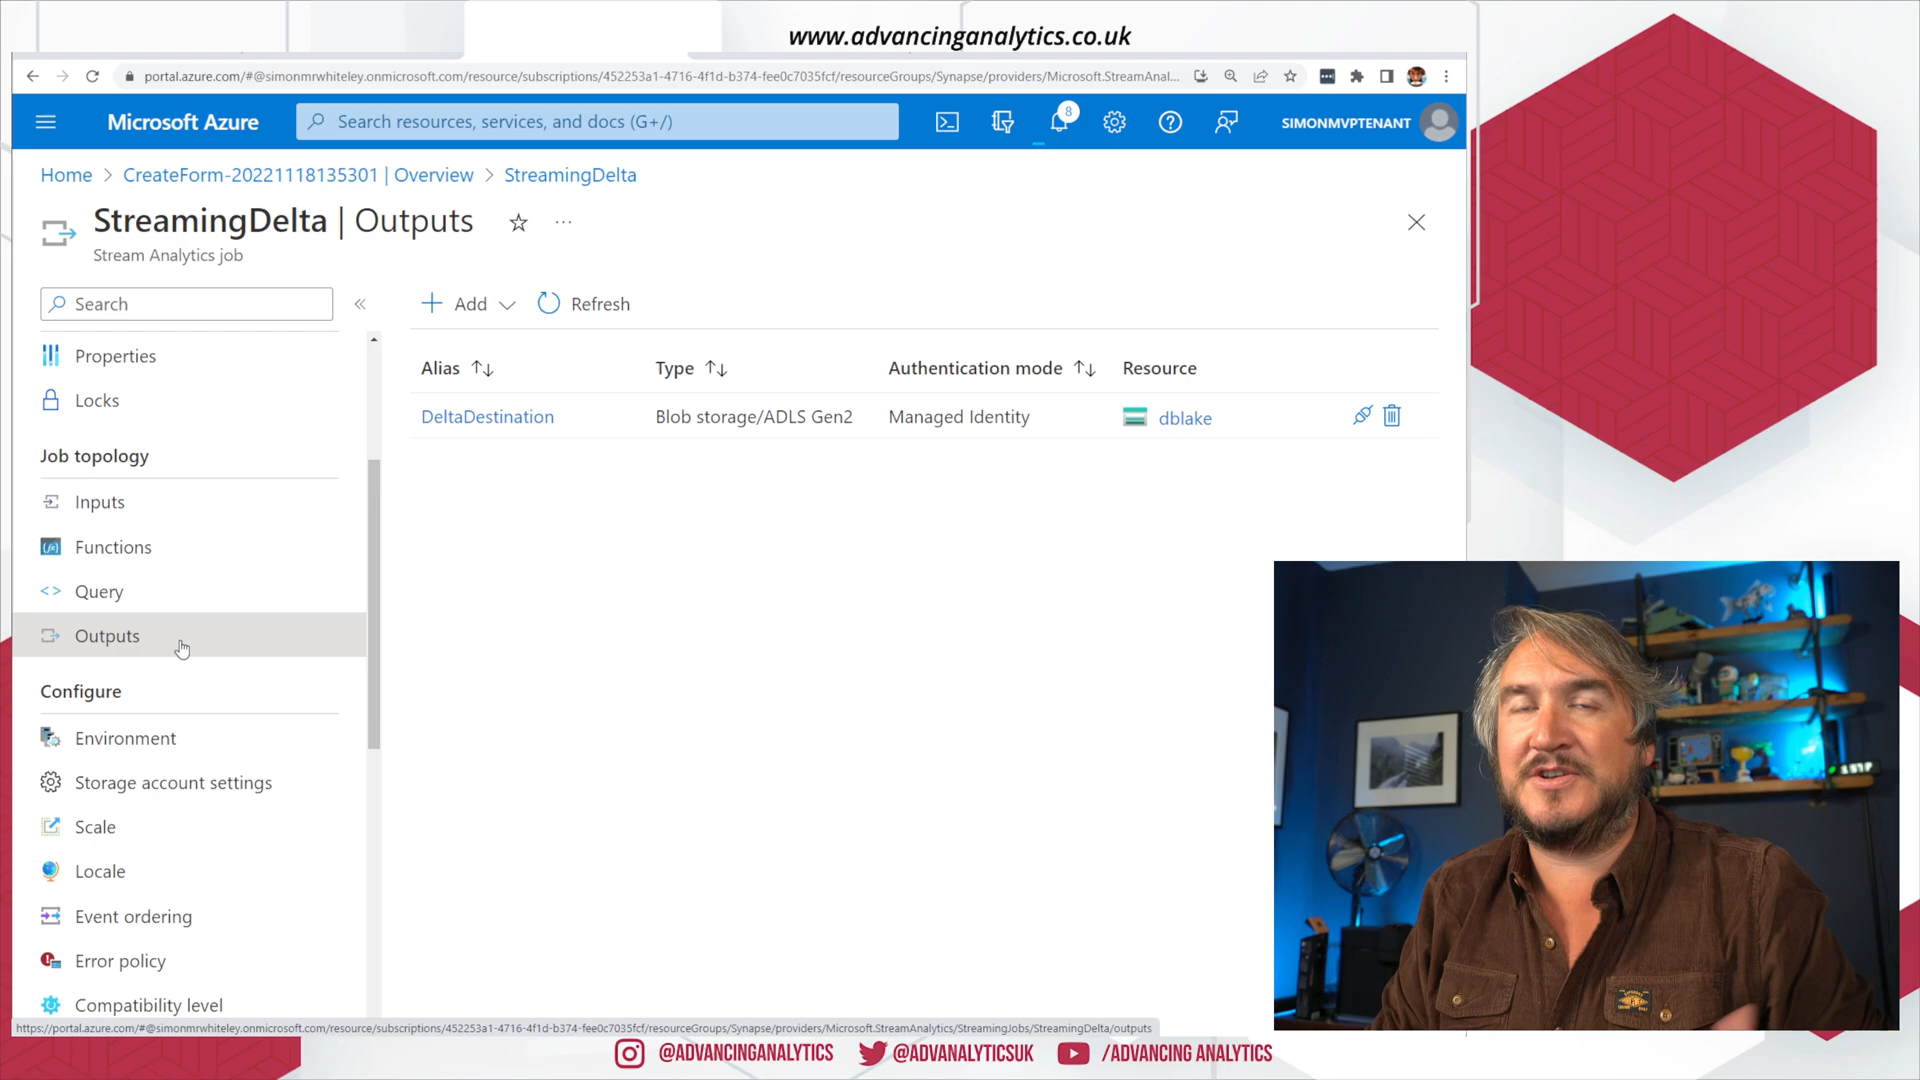 www.advancinganalytics.co.uk
portal.azure.com/#@simonmrwhiteley.onmicrosoft.com/resource/subscriptions/452253a1-4716-4f1d-b374-fee0c7035fcf/resourceGroups/Synapse/providers/Microsoft.StreamAnal...
Microsoft Azure
Search resources, services, and docs (G+/)
8
SIMONMVPTENANT
Home > CreateForm-20221118135301 | Overview > StreamingDelta
StreamingDelta | Outputs
Stream Analytics job
Search
Add
Refresh
Properties
Locks
Job topology
Inputs
Functions
Query
Outputs
Configure
Environment
Storage account settings
Scale
Locale
Event ordering
Error policy
Compatibility level
Alias
Type
Authentication mode
Resource
DeltaDestination
Blob storage/ADLS Gen2
Managed Identity
dblake
https://portal.azure.com/#@simonmrwhiteley.onmicrosoft.com/resource/subscriptions/452253a1-4716-4f1d-b374-fee0c7035fcf/resourceGroups/Synapse/providers/Microsoft.StreamAnalytics/StreamingJobs/StreamingDelta/outputs
@ADVANCINGANALYTICS
@ADVANALYTICSUK
/ADVANCING ANALYTICS